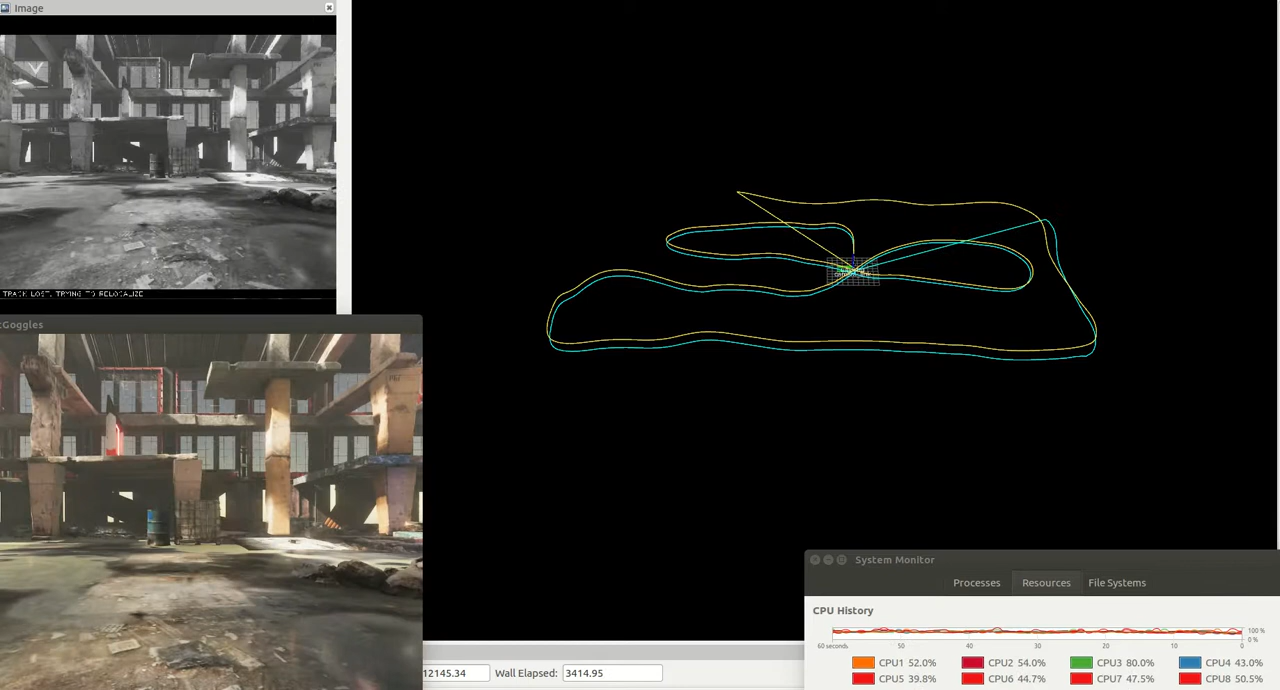 Image
TRACK LOST. TRYING TO RELOCALIZE
tGoggles
System Monitor
Processes Resources File Systems
CPU History
100 %
0 %
60 seconds 50 40 30 20 10 0
CPU1 52.0% CPU2 54.0% CPU3 80.0% CPU4 43.0%
CPU5 39.8% CPU6 44.7% CPU7 47.5% CPU8 50.5%
12145.34 Wall Elapsed: 3414.95